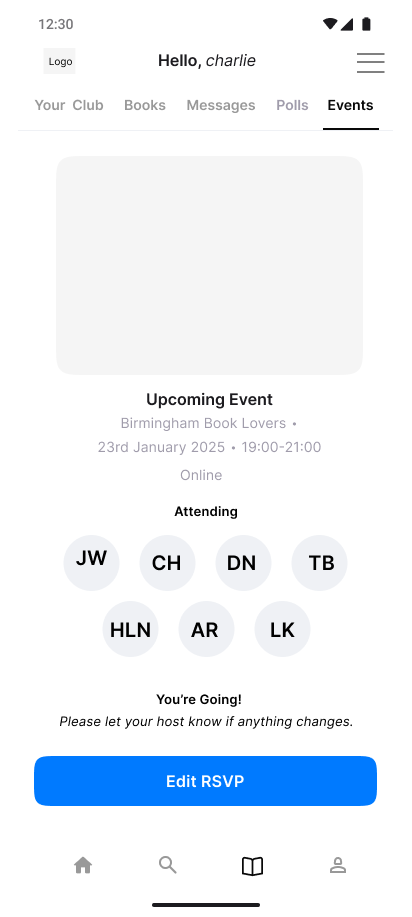 12:30
Logo
Hello, charlie
Your Club Books Messages Polls Events
Upcoming Event
Birmingham Book Lovers •
23rd January 2025 • 19:00-21:00
Online
Attending
JW CH DN TB
HLN AR LK
You’re Going!
Please let your host know if anything changes.
Edit RSVP